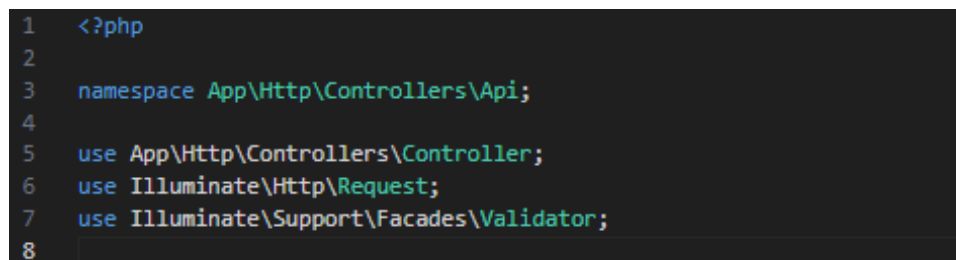 1 <?php
2
3 namespace App\Http\Controllers\Api;
4
5 use App\Http\Controllers\Controller;
6 use Illuminate\Http\Request;
7 use Illuminate\Support\Facades\Validator;
8